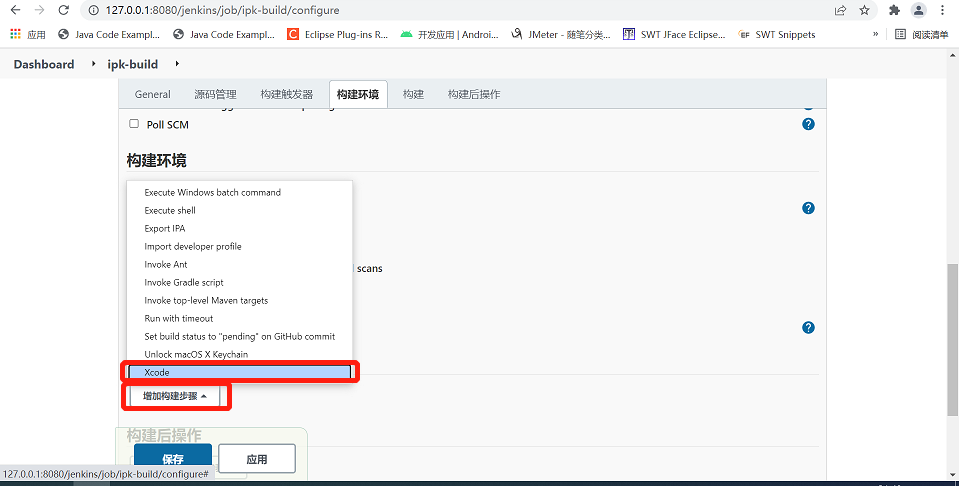 127.0.0.1:8080/jenkins/job/ipk-build/configure
应用 Java Code Exampl... Java Code Exampl... Eclipse Plug-ins R... 开发应用 | Androi... JMeter - 随笔分类... SWT JFace Eclipse... SWT Snippets » 阅读清单
Dashboard ipk-build
General 源码管理 构建触发器 构建环境 构建 构建后操作
Poll SCM
构建环境
Execute Windows batch command
Execute shell
Export IPA
Import developer profile
Invoke Ant
scans
Invoke Gradle script
Invoke top-level Maven targets
Run with timeout
Set build status to "pending" on GitHub commit
Unlock macOS X Keychain
Xcode
增加构建步骤
构建后操作
保存 应用
127.0.0.1:8080/jenkins/job/ipk-build/configure#